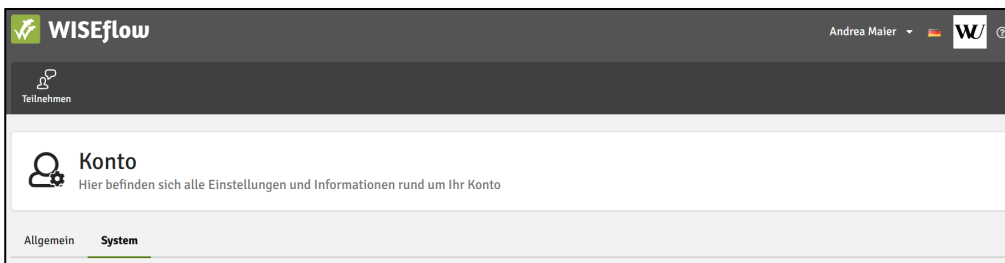 WISEflow
Andrea Maier
WU
Teilnehmen
Konto
Hier befinden sich alle Einstellungen und Informationen rund um Ihr Konto
Allgemein System